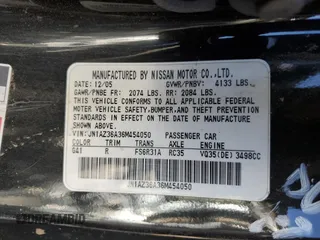 MANUFACTURED BY NISSAN MOTOR CO.,LTD.
DATE 12/05 GVWR/PNBV: 4133 LBS.
GAWR/PNBE FR: 2074 LBS. RR: 2084 LBS.
THIS VEHICLE CONFORMS TO ALL APPLICABLE
FEDERAL MOTOR VEHICLE SAFETY, BUMPER,
AND THEFT PREVENTION STANDARDS IN
EFFECT ON THE DATE OF MANUFACTURE
SHOWN ABOVE.
VIN:JN1AZ36A36M454050 PASSENGER CAR
COLOR TRIM TRANS AXLE ENGINE
G41 R FS6R31A RC35 VQ35(DE) 3498CC
JN1AZ36A36M454050
AUTOREAMIND